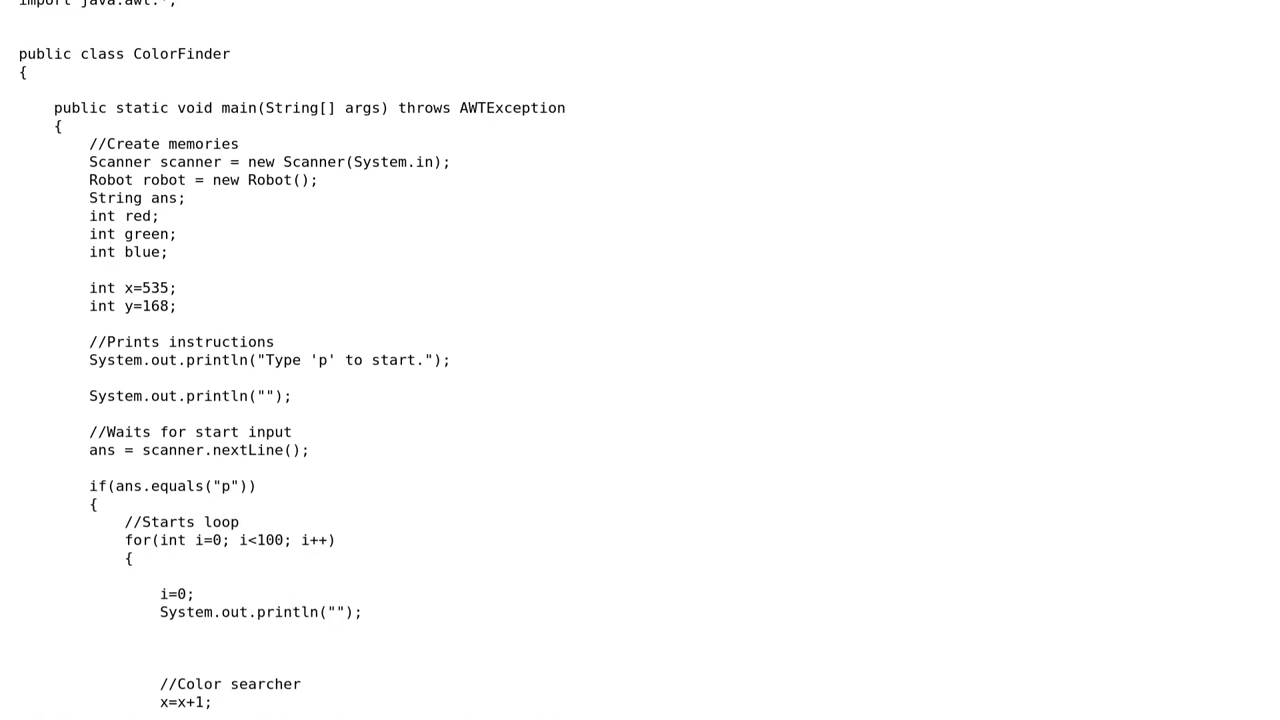 import java.awt.*;
public class ColorFinder
{
    public static void main(String[] args) throws AWTException
    {
        //Create memories
        Scanner scanner = new Scanner(System.in);
        Robot robot = new Robot();
        String ans;
        int red;
        int green;
        int blue;
        int x=535;
        int y=168;
        //Prints instructions
        System.out.println("Type 'p' to start.");
        System.out.println("");
        //Waits for start input
        ans = scanner.nextLine();
        if(ans.equals("p"))
        {
            //Starts loop
            for(int i=0; i<100; i++)
            {
                i=0;
                System.out.println("");
                //Color searcher
                x=x+1;